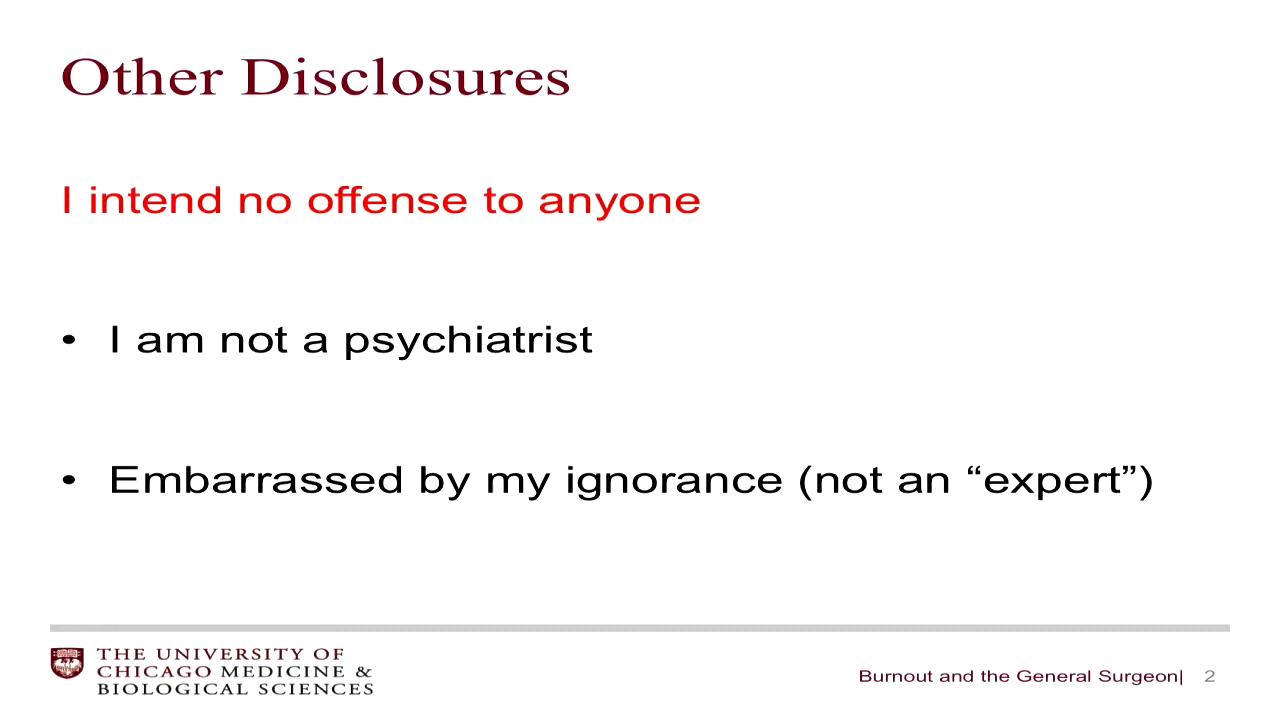 Other Disclosures
I intend no offense to anyone
• I am not a psychiatrist
• Embarrassed by my ignorance (not an “expert”)
THE UNIVERSITY OF
CHICAGO MEDICINE &
BIOLOGICAL SCIENCES
Burnout and the General Surgeon| 2